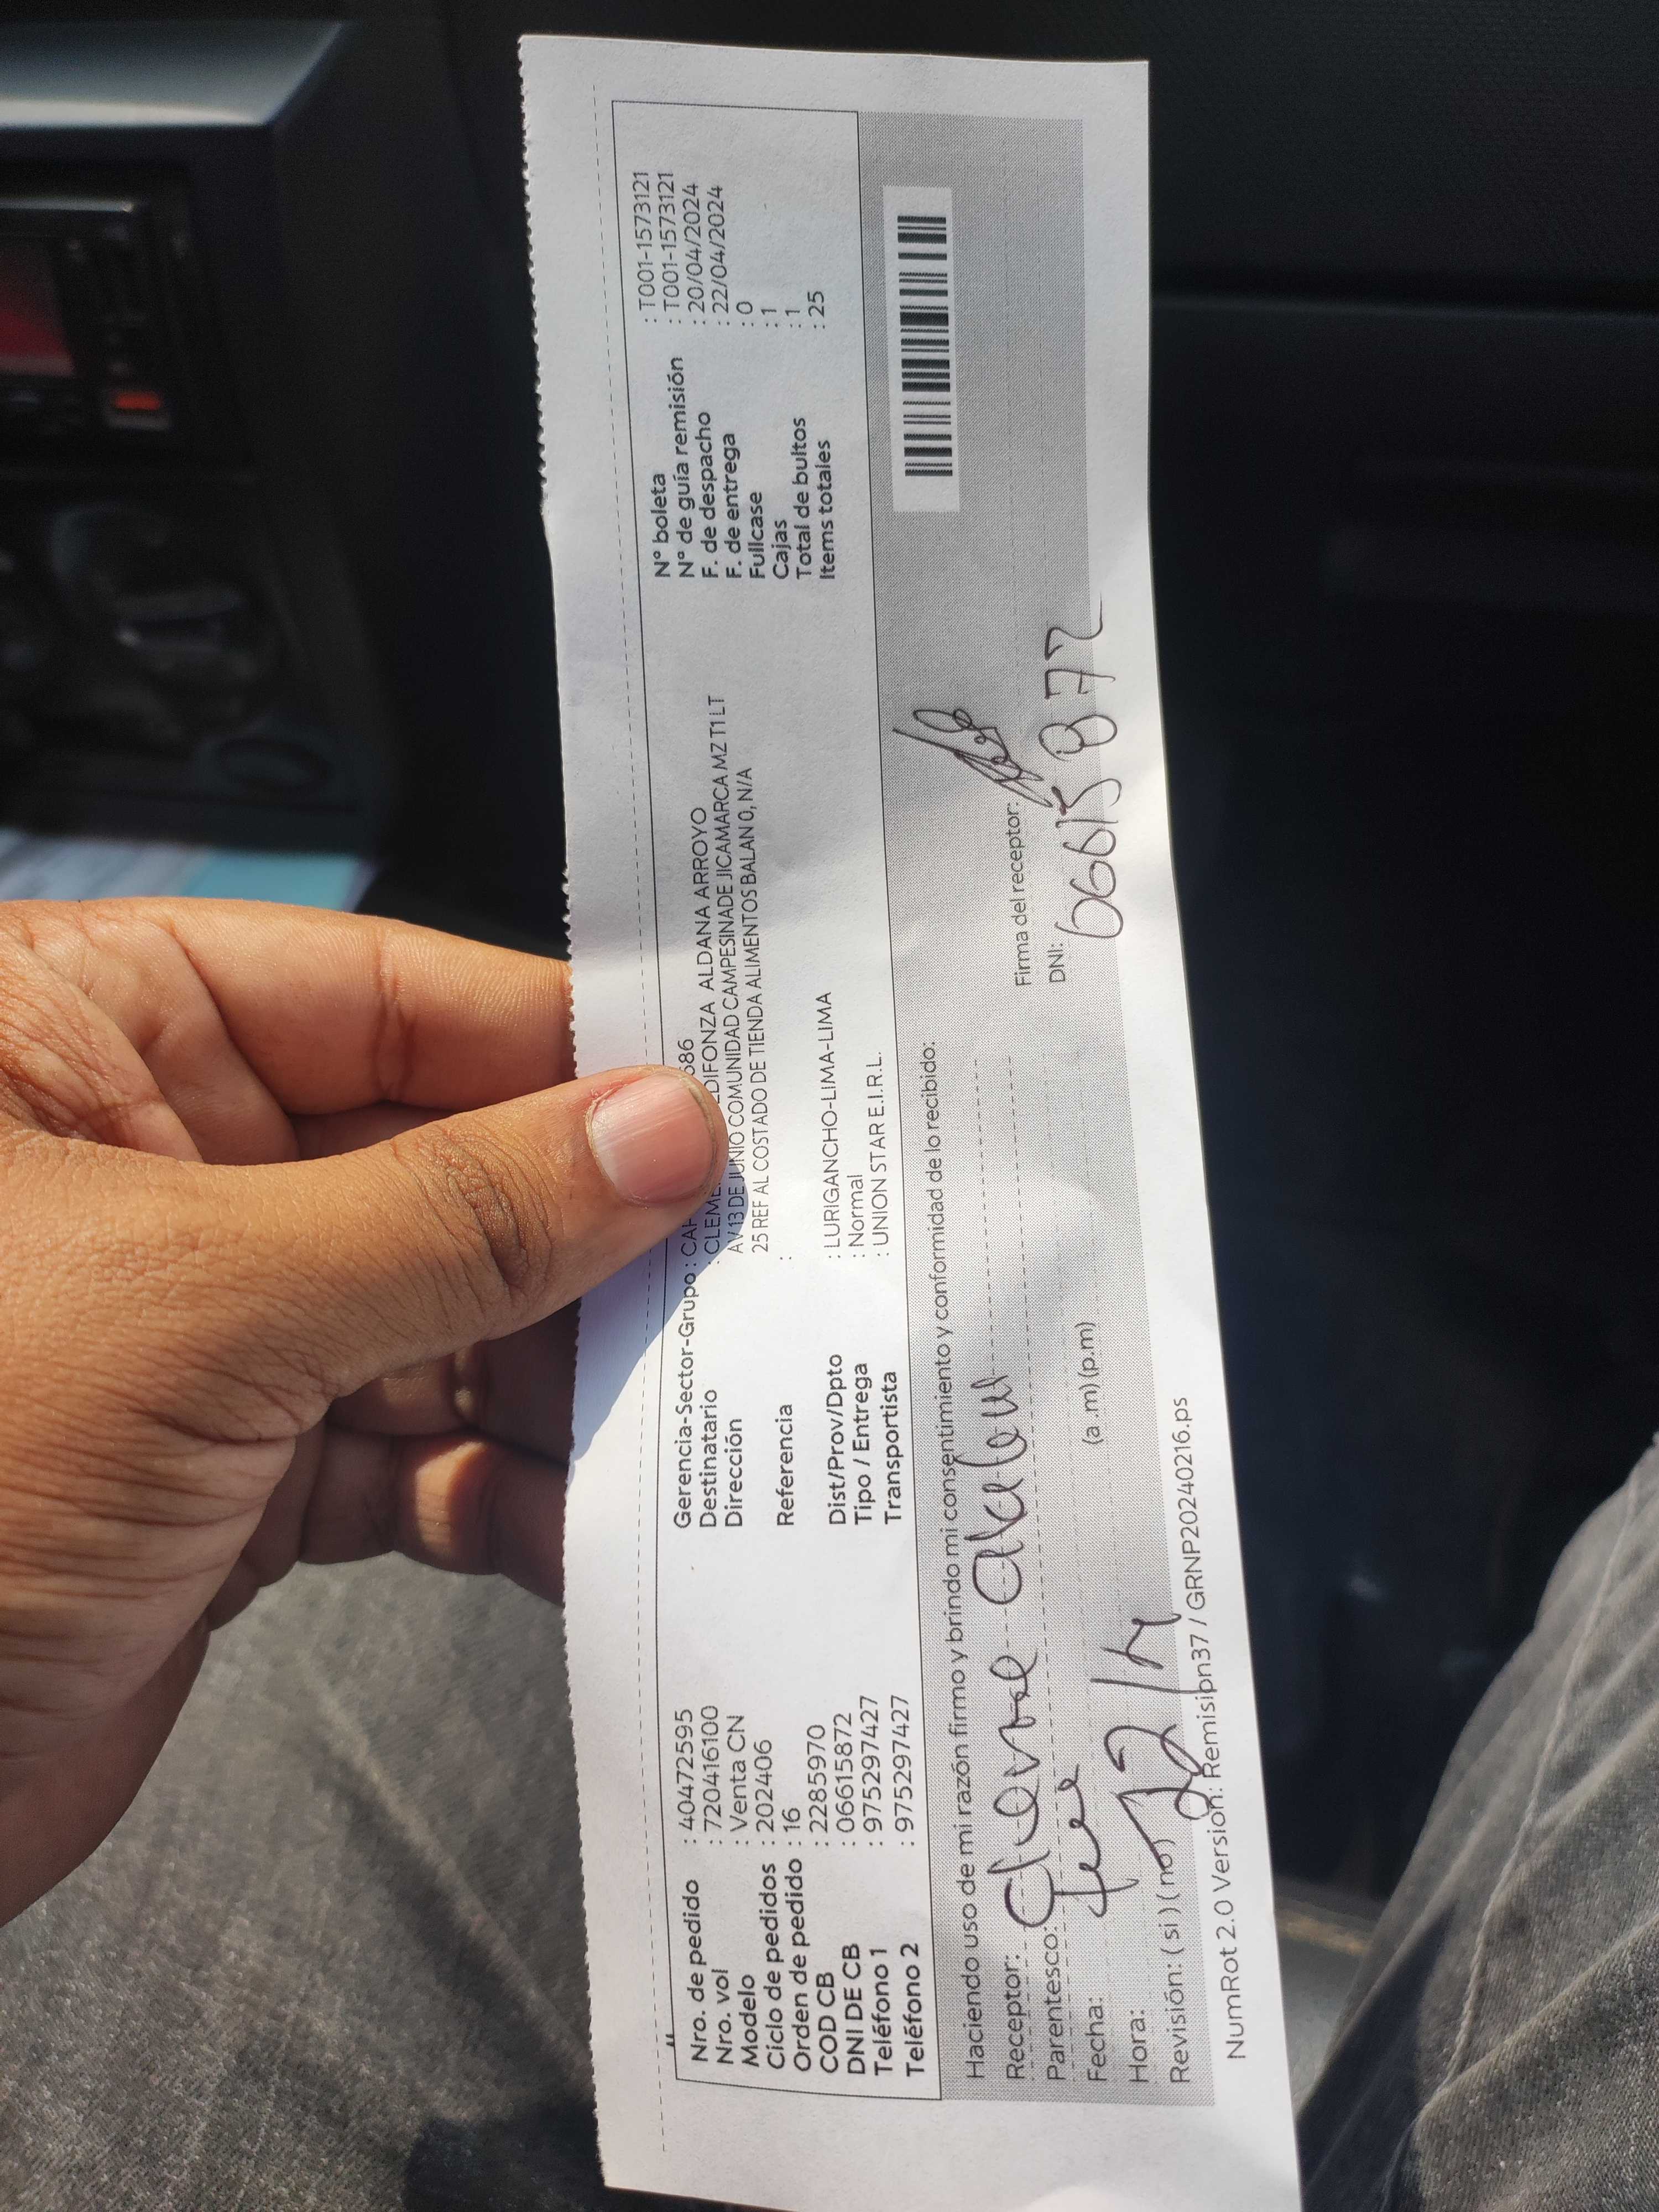 Nro. de pedido : 40472595
Nro. vol : 720416100
Modelo : Venta CN
Ciclo de pedidos : 202406
Orden de pedido : 16
COD CB : 2285970
DNI DE CB : 06615872
Teléfono 1 : 975297427
Teléfono 2 : 975297427
Gerencia-Sector-Grupo : 686
Destinatario : ALDANA ARROYO
Dirección AV 13 DE JUNIO COMUNIDAD CAMPESINADE JICAMARCA MZ T1 LT
25 REF AL COSTADO DE TIENDA ALIMENTOS BALAN 0, N/A
Referencia :
Dist/Prov/Dpto : LURIGANCHO-LIMA-LIMA
Tipo / Entrega : Normal
Transportista : UNION STAR E.I.R.L.
N° boleta : T001-1573121
N° de guía remisión : T001-1573121
F. de despacho : 20/04/2024
F. de entrega : 22/04/2024
Fullcase : 0
Cajas : 1
Total de bultos : 1
Items totales : 25
Haciendo uso de mi razón firmo y brindo mi consentimiento y conformidad de lo recibido:
Receptor:
Parentesco:
Fecha:
Hora: (a.m) (p.m)
Revisión: ( si ) ( no )
Firma del receptor:
DNI: 06615872
NumRot 2.0 Version: Remision37 / GRNP20240216.ps